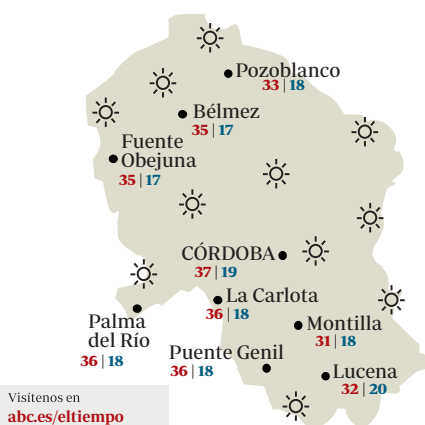 Pozoblanco
33 | 18
Bélmez
35 | 17
Fuente
Obejuna
35 | 17
CÓRDOBA
37 | 19
La Carlota
36 | 18
Palma
del Río
36 | 18
Montilla
31 | 18
Puente Genil
36 | 18
Lucena
32 | 20
Visítenos en
abc.es/eltiempo